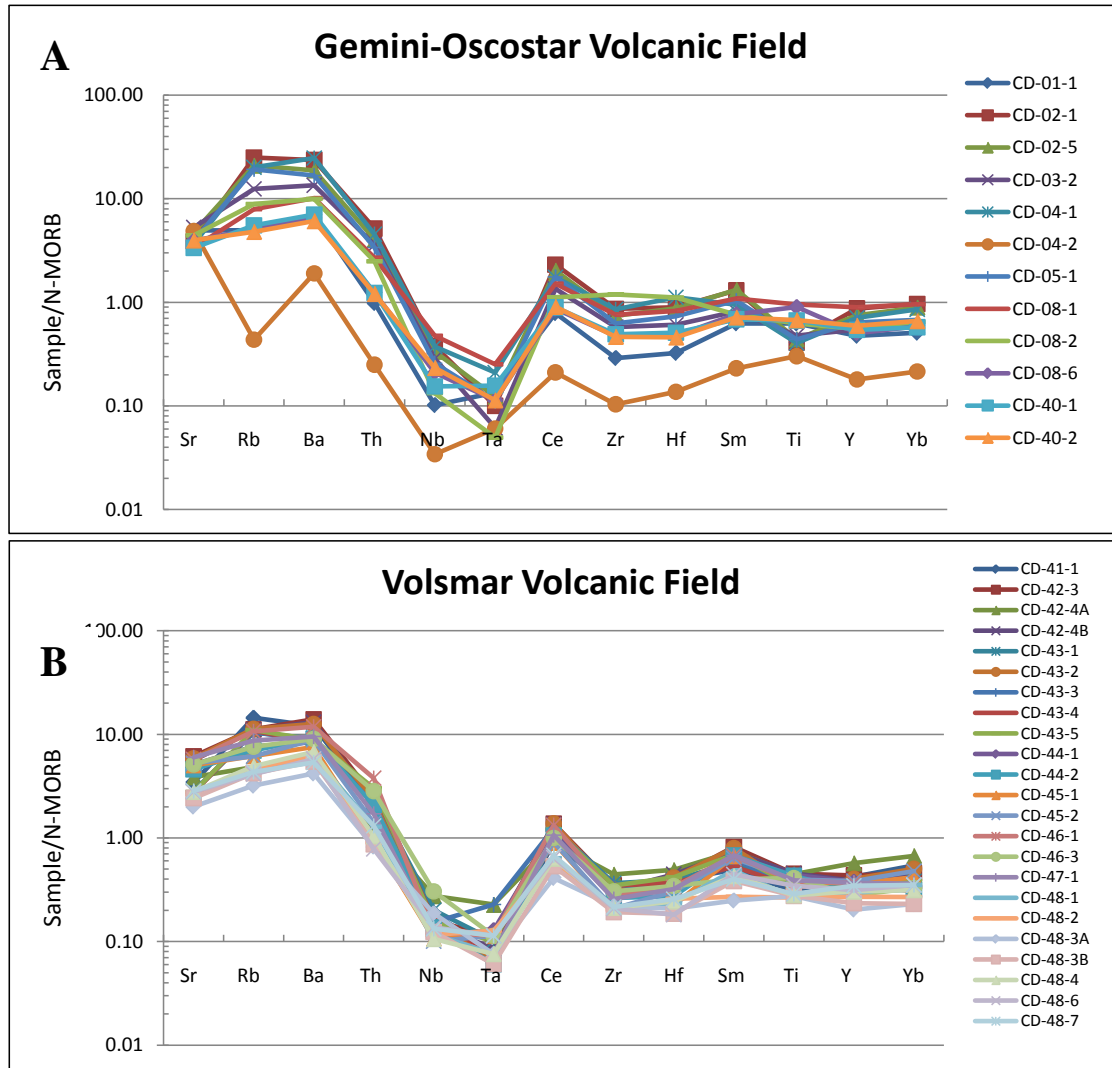 A
Gemini-Oscostar Volcanic Field
Sample/N-MORB
100.00
10.00
1.00
0.10
0.01
Sr Rb Ba Th Nb Ta Ce Zr Hf Sm Ti Y Yb
CD-01-1
CD-02-1
CD-02-5
CD-03-2
CD-04-1
CD-04-2
CD-05-1
CD-08-1
CD-08-2
CD-08-6
CD-40-1
CD-40-2
B
Volsmar Volcanic Field
Sample/N-MORB
100.00
10.00
1.00
0.10
0.01
Sr Rb Ba Th Nb Ta Ce Zr Hf Sm Ti Y Yb
CD-41-1
CD-42-3
CD-42-4A
CD-42-4B
CD-43-1
CD-43-2
CD-43-3
CD-43-4
CD-43-5
CD-44-1
CD-44-2
CD-45-1
CD-45-2
CD-46-1
CD-46-3
CD-47-1
CD-48-1
CD-48-2
CD-48-3A
CD-48-3B
CD-48-4
CD-48-6
CD-48-7